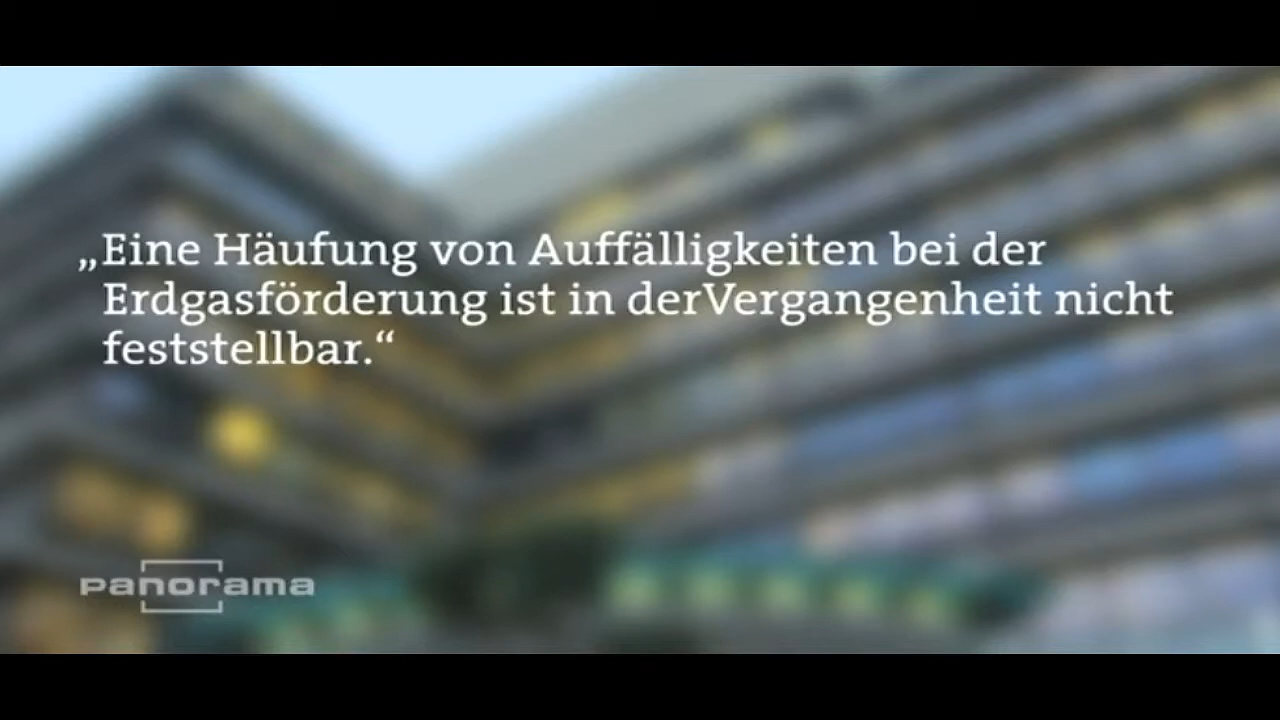 „Eine Häufung von Auffälligkeiten bei der
Erdgasförderung ist in derVergangenheit nicht
feststellbar.“
panorama